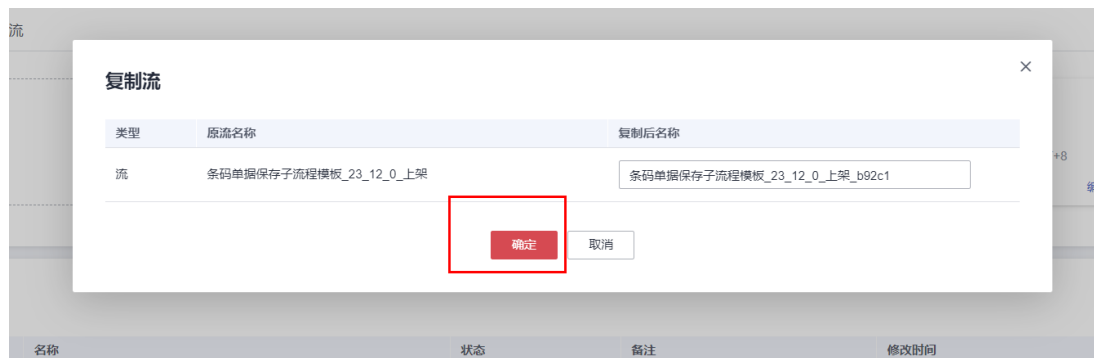 流
复制流
类型 原流名称 复制后名称
流 条码单据保存子流程模板_23_12_0_上架 条码单据保存子流程模板_23_12_0_上架_b92c1
+8
确定 取消
名称 状态 备注 修改时间